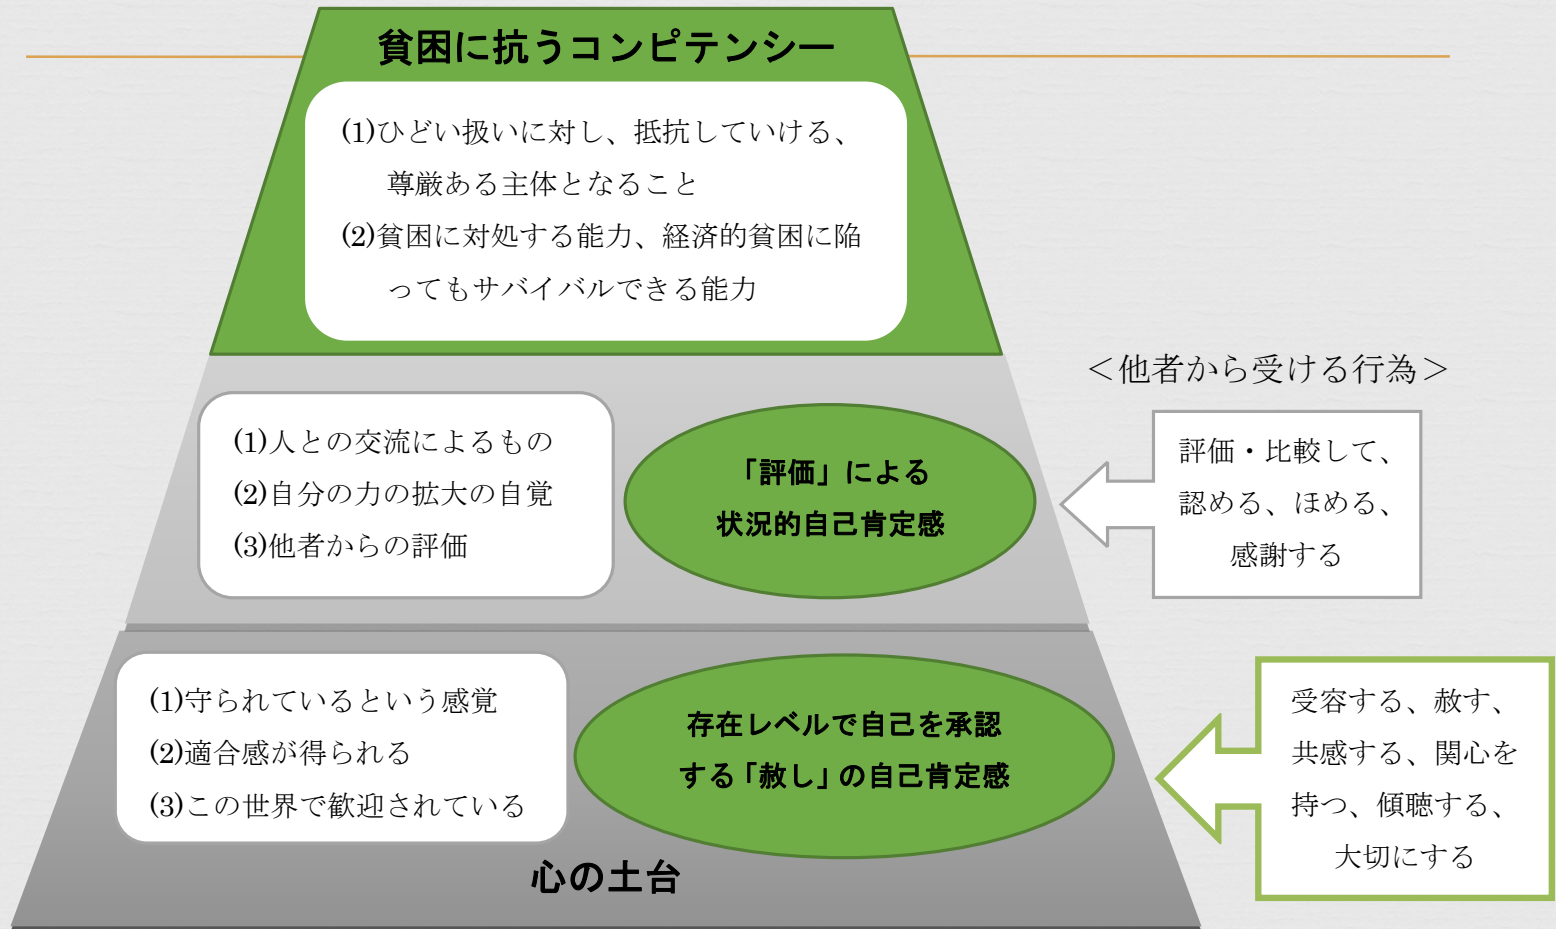 貧困に抗うコンピテンシー
(1)ひどい扱いに対し、抵抗していける、
尊厳ある主体となること
(2)貧困に対処する能力、経済的貧困に陥
ってもサバイバルできる能力
<他者から受ける行為>
(1)人との交流によるもの
(2)自分の力の拡大の自覚
(3)他者からの評価
「評価」による
状況的自己肯定感
評価・比較して、
認める、ほめる、
感謝する
(1)守られているという感覚
(2)適合感が得られる
(3)この世界で歓迎されている
存在レベルで自己を承認
する「赦し」の自己肯定感
受容する、赦す、
共感する、関心を
持つ、傾聴する、
大切にする
心の土台